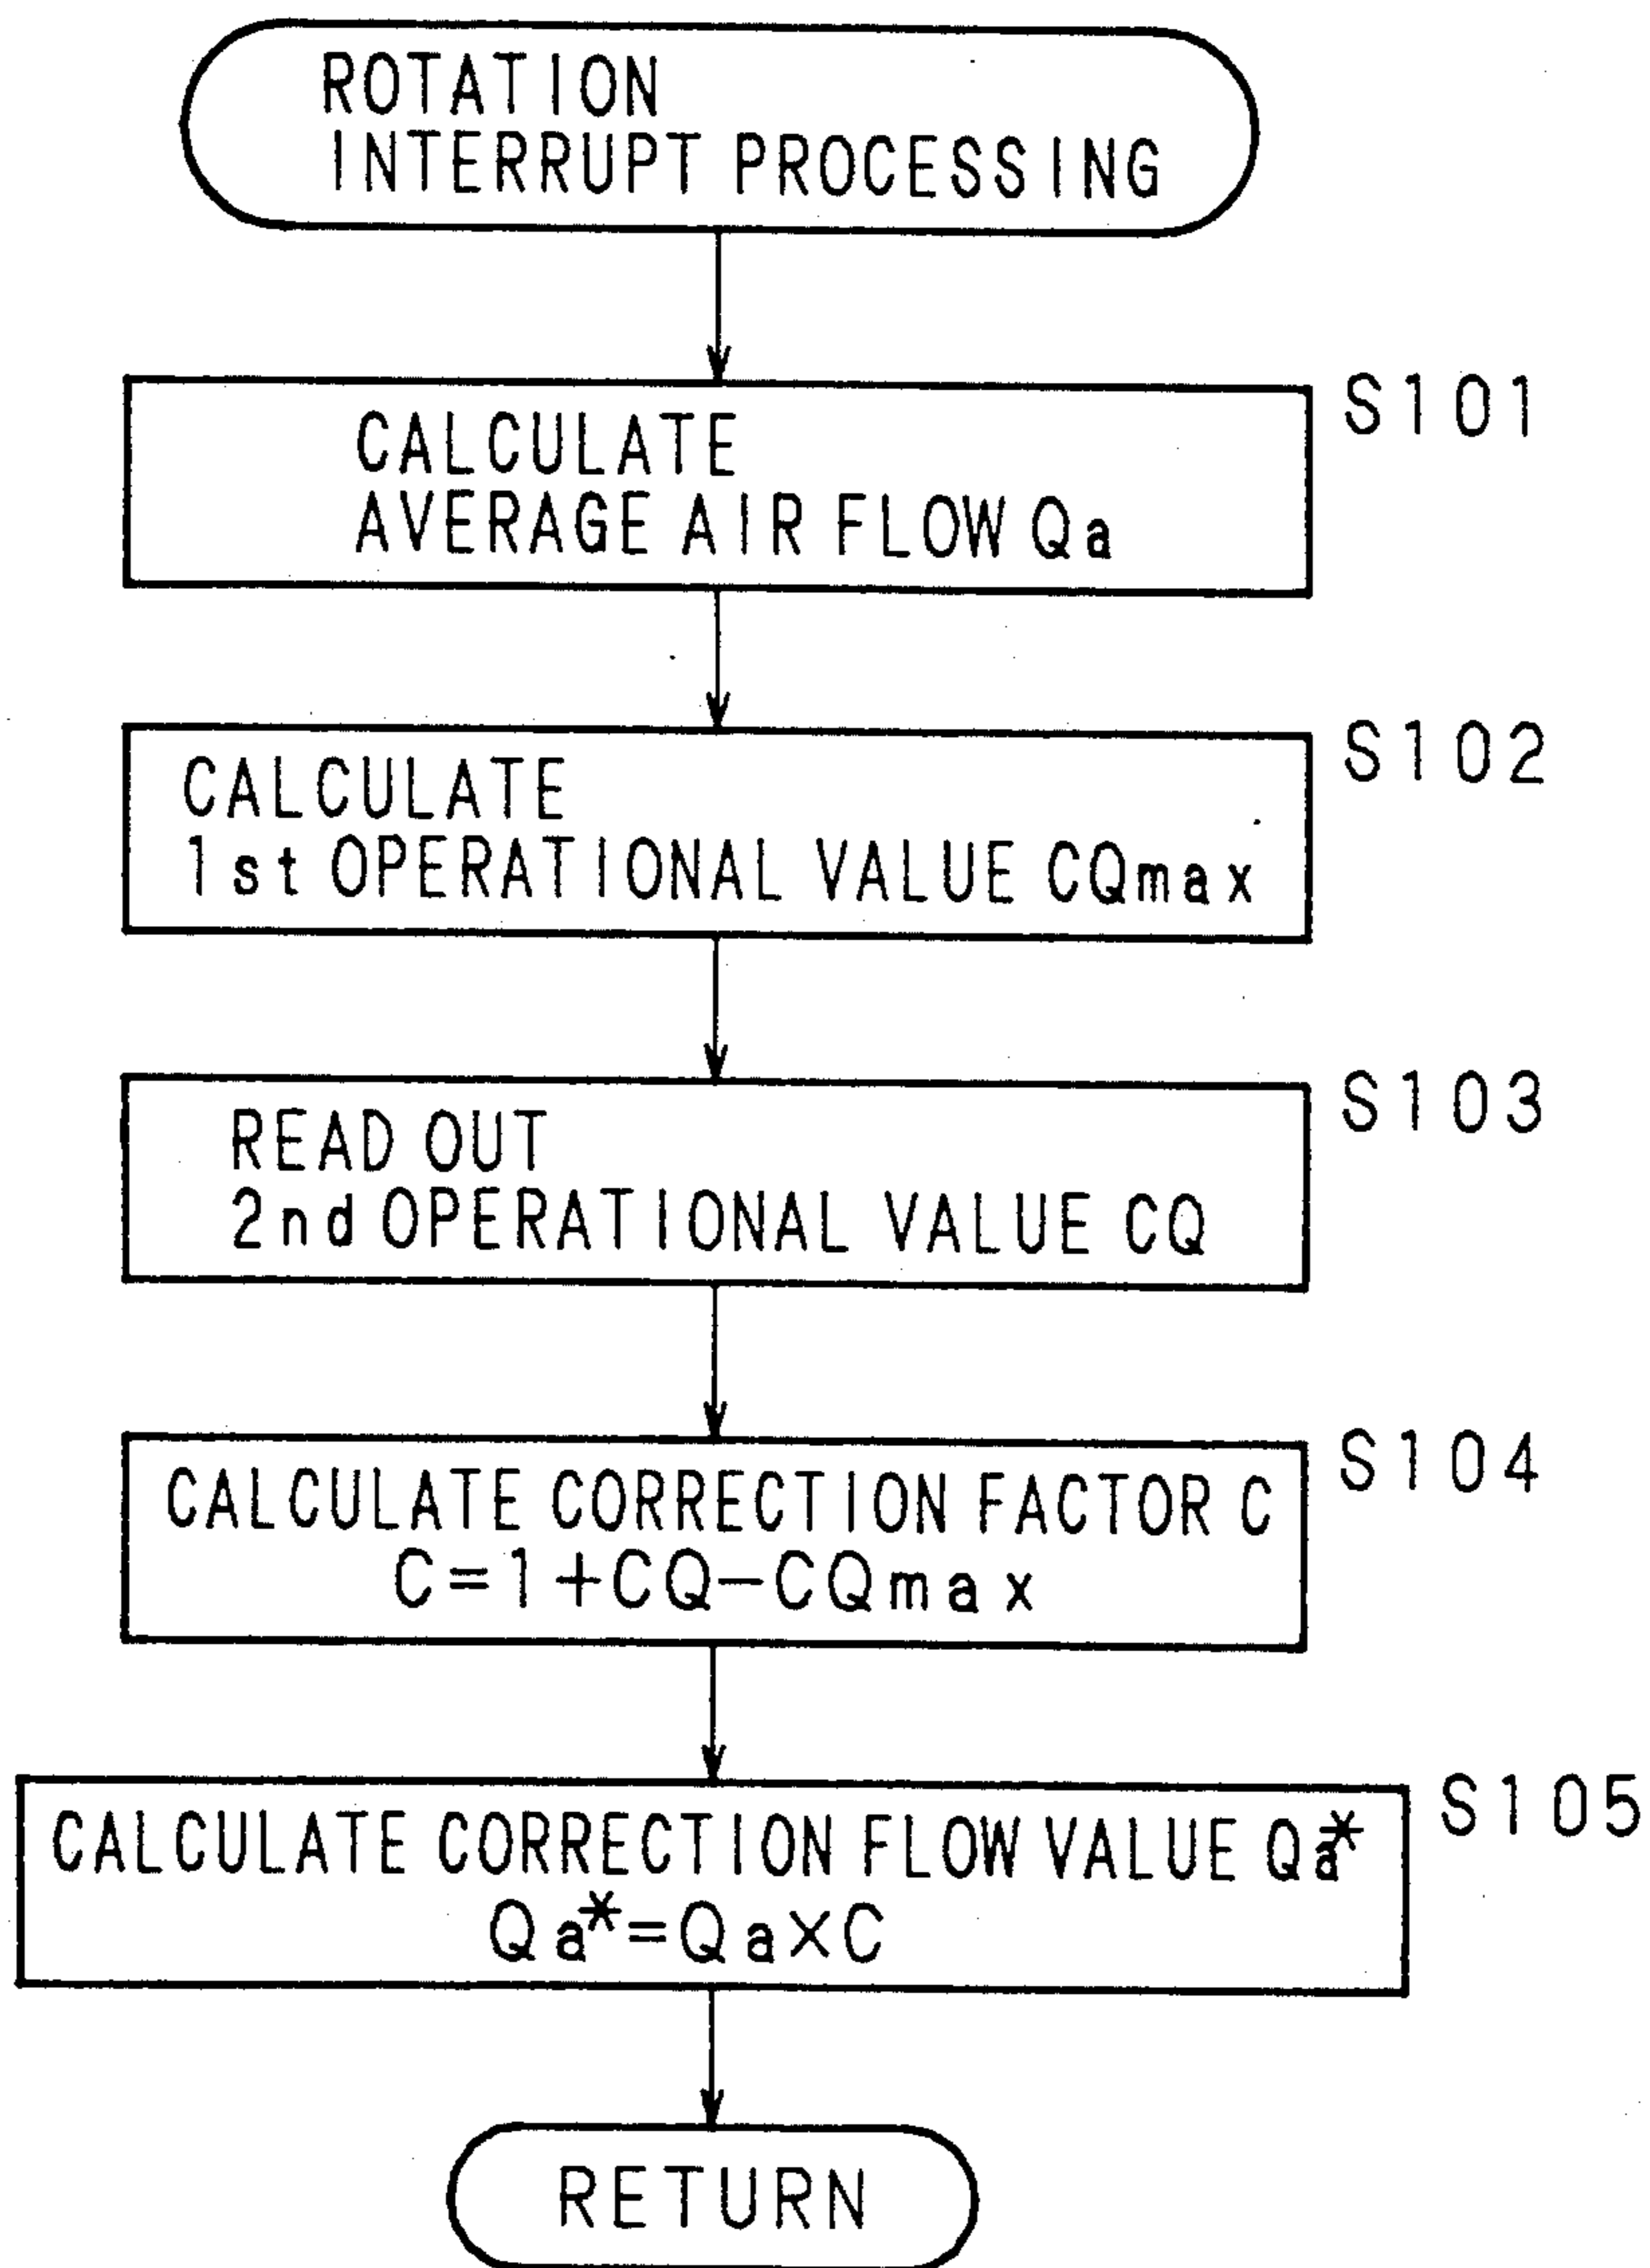 ROTATION
INTERRUPT PROCESSING
CALCULATE
AVERAGE AIR FLOW Qa
S101
CALCULATE
1st OPERATIONAL VALUE CQmax
S102
READ OUT
2nd OPERATIONAL VALUE CQ
S103
CALCULATE CORRECTION FACTOR C
C=1+CQ-CQmax
S104
CALCULATE CORRECTION FLOW VALUE Qa*
Qa*=Qa×C
S105
RETURN